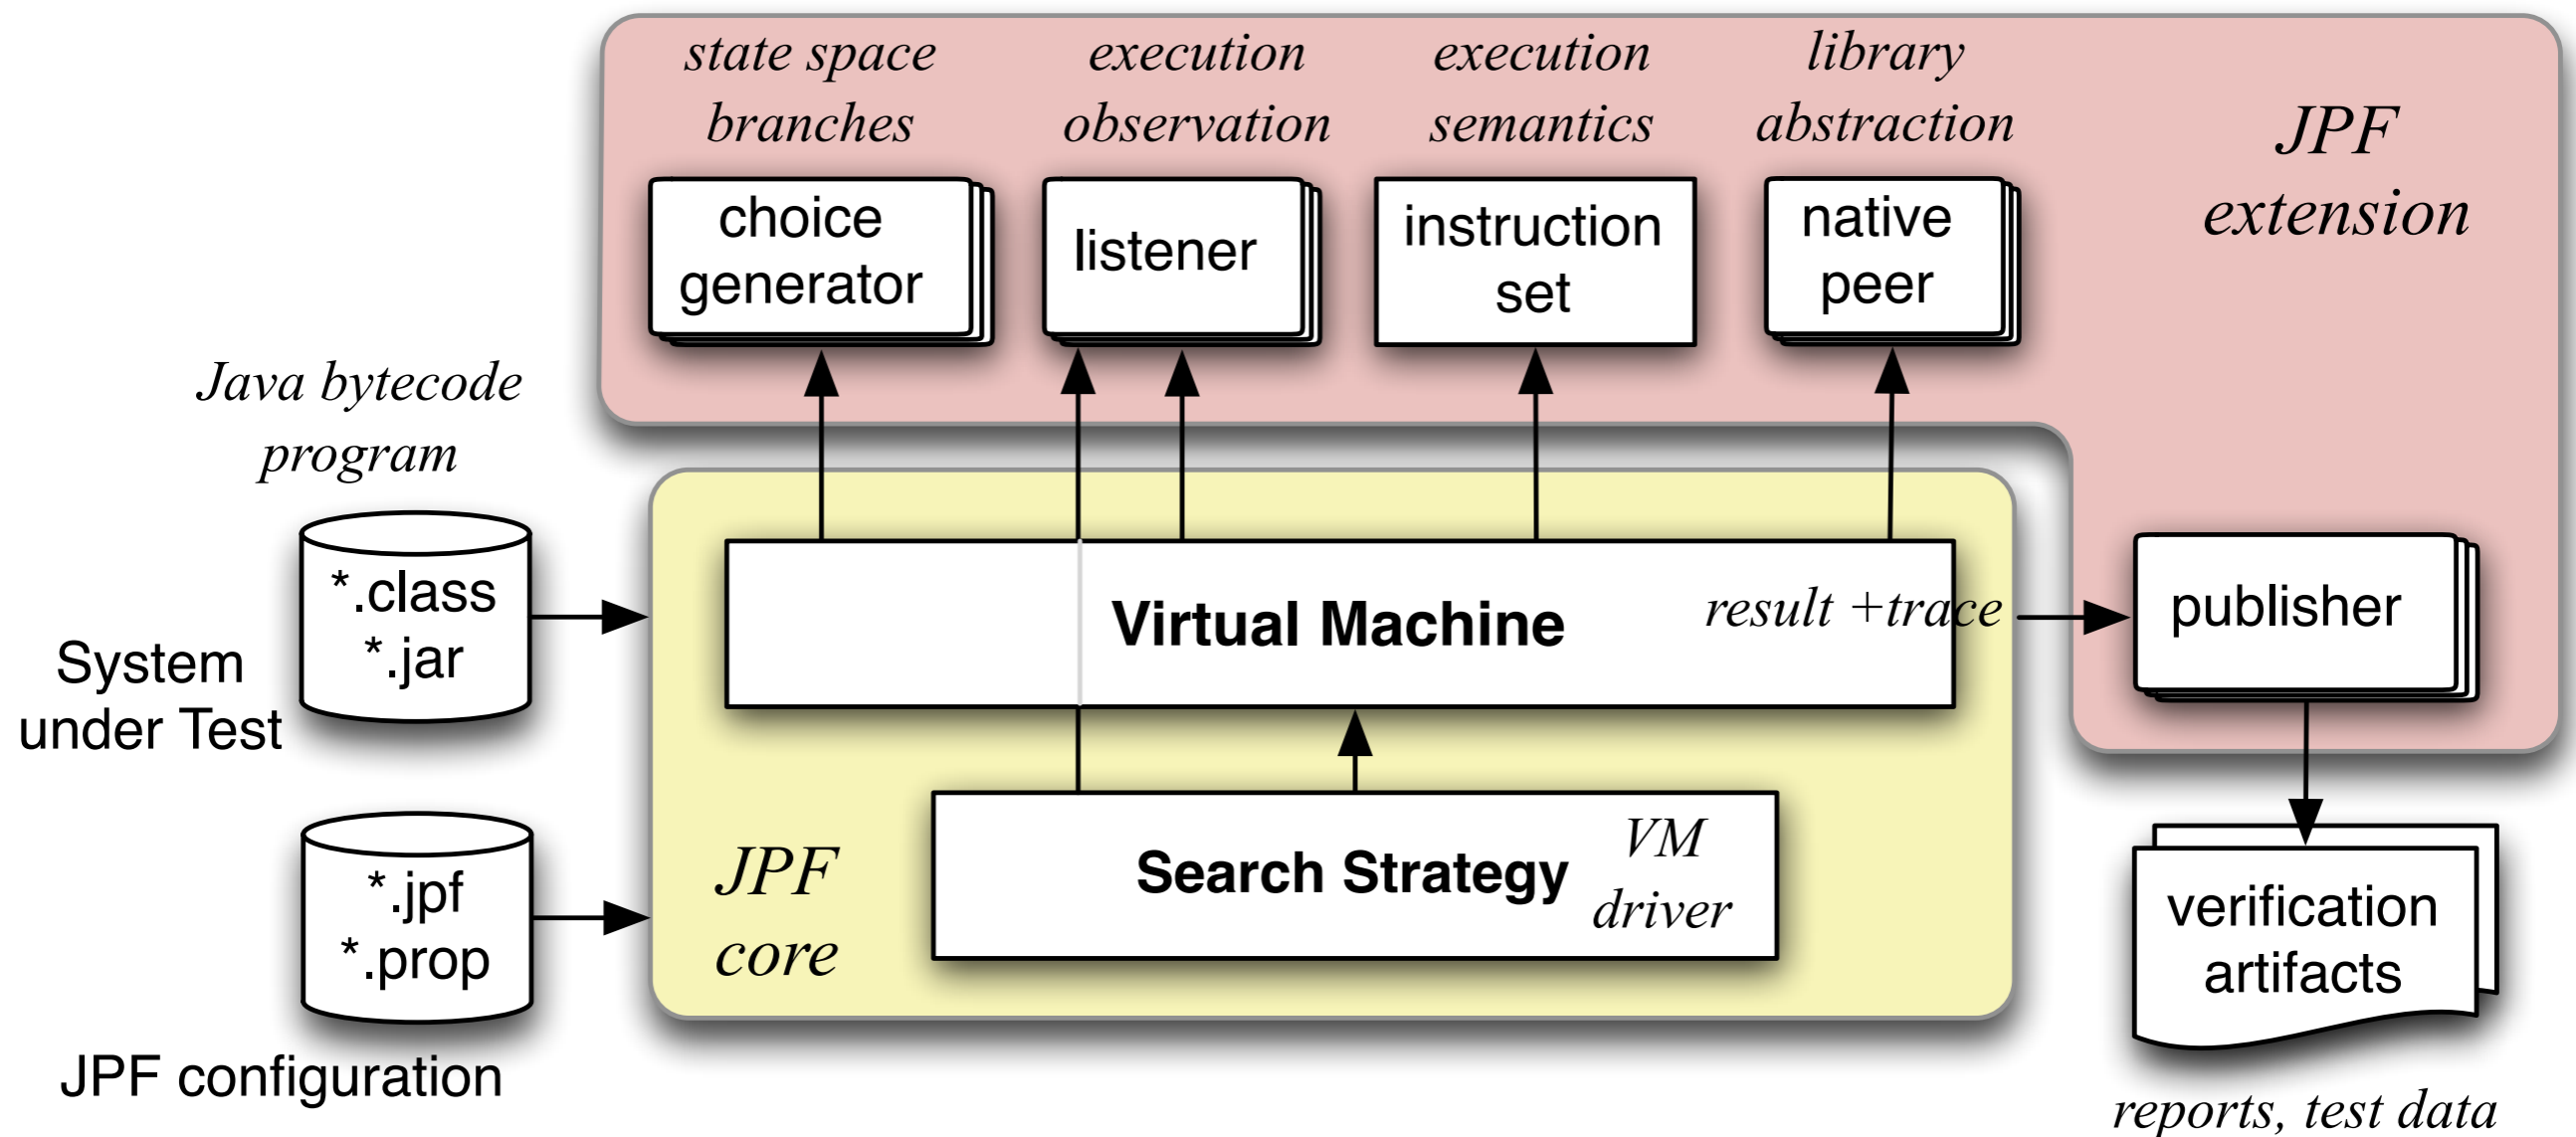 state space
branches
execution
observation
execution
semantics
library
abstraction
JPF
extension
choice
generator
listener
instruction
set
native
peer
Java bytecode
program
*.class
*.jar
System
under Test
Virtual Machine
result +trace
publisher
*.jpf
*.prop
JPF configuration
JPF
core
Search Strategy
VM
driver
verification
artifacts
reports, test data